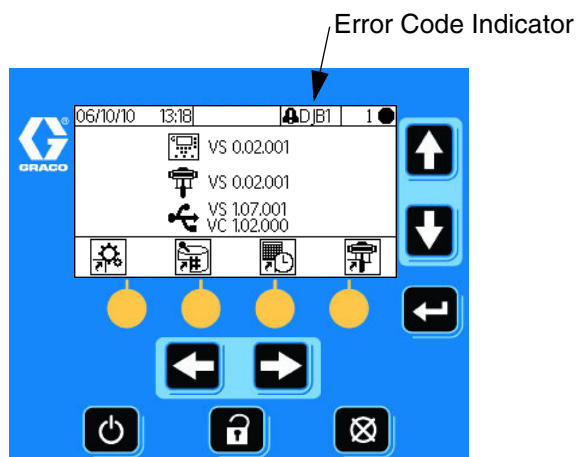 Error Code Indicator
06/10/10 13:18 DJB1 1
VS 0.02.001
GRACO
VS 0.02.001
VS 1.07.001
VC 1.02.000
#